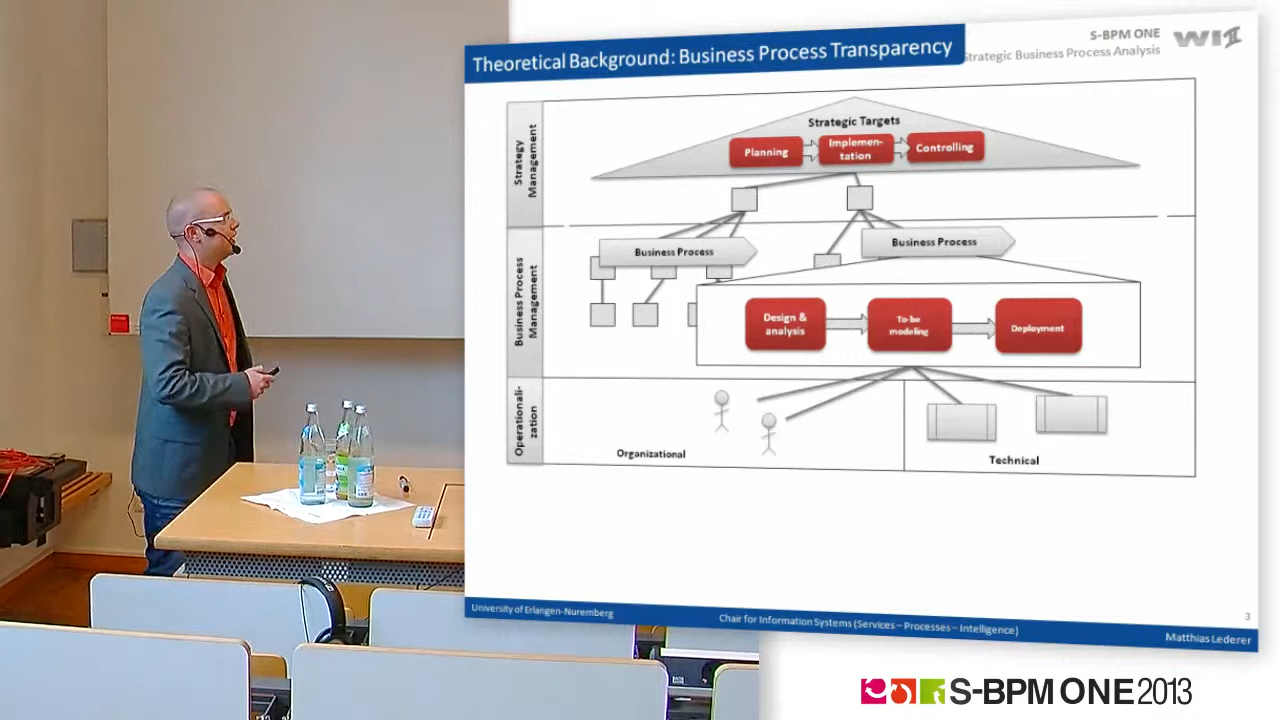 Theoretical Background: Business Process Transparency
S-BPM ONE
Strategic Business Process Analysis
WI
Strategy
Management
Strategic Targets
Planning
Implemen-
tation
Controlling
Business Process
Management
Business Process
Business Process
Design &
analysis
To-be
modeling
Deployment
Operationali-
zation
Organizational
Technical
3
University of Erlangen-Nuremberg
Chair for Information Systems (Services – Processes – Intelligence)
Matthias Lederer
S-BPM ONE 2013